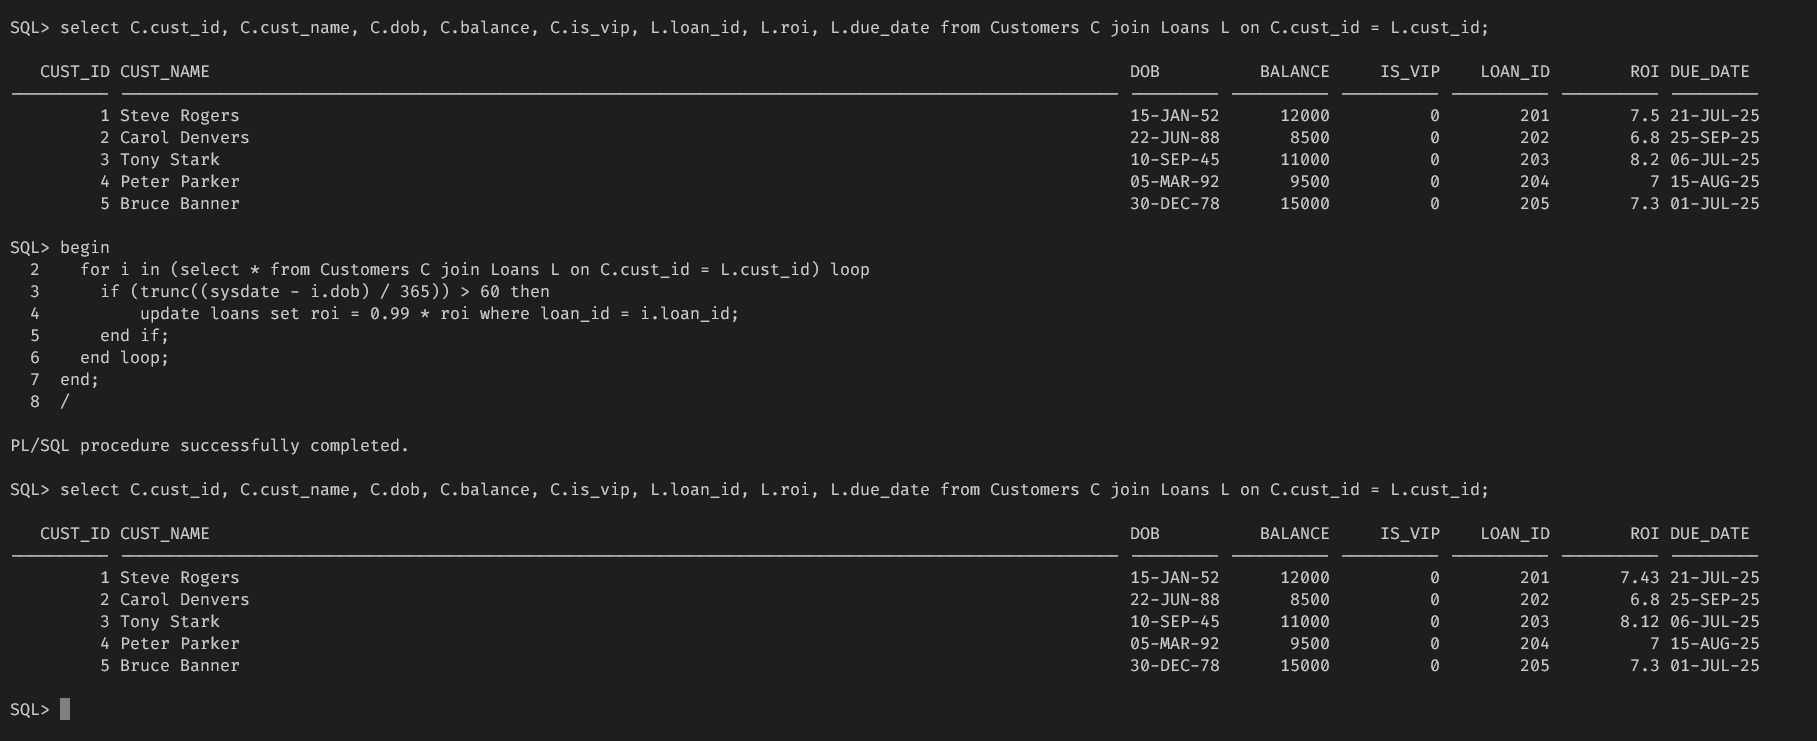 SQL> select C.cust_id, C.cust_name, C.dob, C.balance, C.is_vip, L.loan_id, L.roi, L.due_date from Customers C join Loans L on C.cust_id = L.cust_id;
CUST_ID CUST_NAME DOB BALANCE IS_VIP LOAN_ID ROI DUE_DATE
1 Steve Rogers 15-JAN-52 12000 0 201 7.5 21-JUL-25
2 Carol Denvers 22-JUN-88 8500 0 202 6.8 25-SEP-25
3 Tony Stark 10-SEP-45 11000 0 203 8.2 06-JUL-25
4 Peter Parker 05-MAR-92 9500 0 204 7 15-AUG-25
5 Bruce Banner 30-DEC-78 15000 0 205 7.3 01-JUL-25
SQL> begin
2 for i in (select * from Customers C join Loans L on C.cust_id = L.cust_id) loop
3 if (trunc((sysdate - i.dob) / 365)) > 60 then
4 update loans set roi = 0.99 * roi where loan_id = i.loan_id;
5 end if;
6 end loop;
7 end;
8 /
PL/SQL procedure successfully completed.
SQL> select C.cust_id, C.cust_name, C.dob, C.balance, C.is_vip, L.loan_id, L.roi, L.due_date from Customers C join Loans L on C.cust_id = L.cust_id;
CUST_ID CUST_NAME DOB BALANCE IS_VIP LOAN_ID ROI DUE_DATE
1 Steve Rogers 15-JAN-52 12000 0 201 7.43 21-JUL-25
2 Carol Denvers 22-JUN-88 8500 0 202 6.8 25-SEP-25
3 Tony Stark 10-SEP-45 11000 0 203 8.12 06-JUL-25
4 Peter Parker 05-MAR-92 9500 0 204 7 15-AUG-25
5 Bruce Banner 30-DEC-78 15000 0 205 7.3 01-JUL-25
SQL>